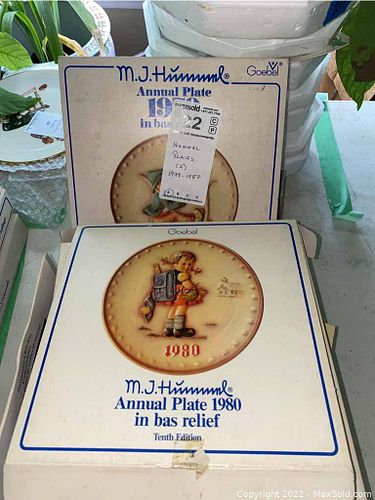 M.J.Hummel®
Goebel
Annual Plate
in bas
22
C
P
HUMMEL
PLATES
(5)
Goebel
1980
M.J.Hummel®
Annual Plate 1980
in bas relief
Tenth Edition
Copyright 2022 - MaxSold.com